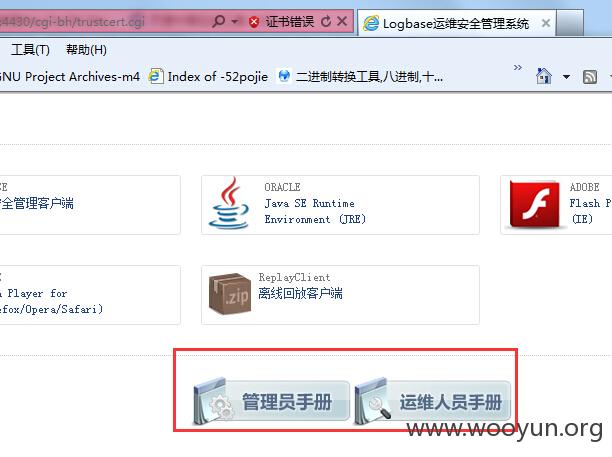 :4430/cgi-bh/trustcert.cgi 证书错误 Logbase运维安全管理系统
工具(T) 帮助(H)
GNU Project Archives-m4 Index of -52pojie 二进制转换工具,八进制,十...
ORACLE ADOBE
全管理客户端 Java SE Runtime Flash P
Environment (JRE) (IE)
ReplayClient
Player for 离线回放客户端
efox/Opera/Safari)
.zip
管理员手册 运维人员手册
www.wooyun.org